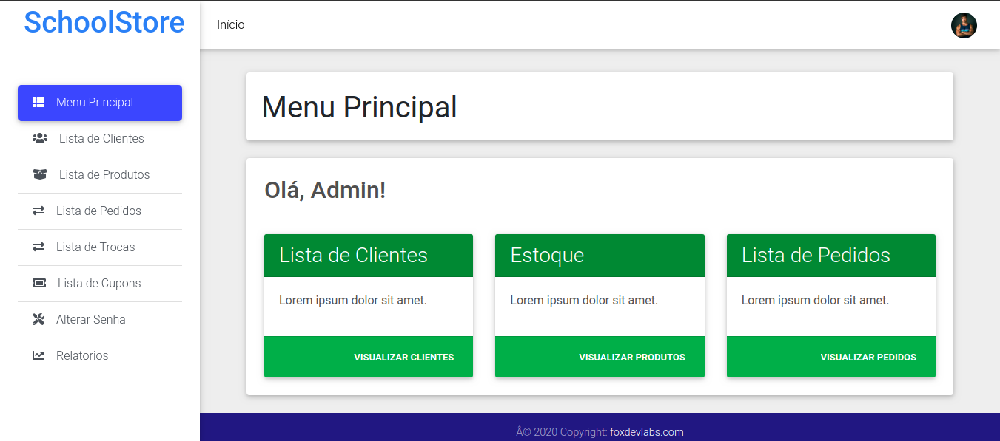 SchoolStore
Início
Menu Principal
Lista de Clientes
Lista de Produtos
Lista de Pedidos
Lista de Trocas
Lista de Cupons
Alterar Senha
Relatorios
Menu Principal
Olá, Admin!
Lista de Clientes
Lorem ipsum dolor sit amet.
VISUALIZAR CLIENTES
Estoque
Lorem ipsum dolor sit amet.
VISUALIZAR PRODUTOS
Lista de Pedidos
Lorem ipsum dolor sit amet.
VISUALIZAR PEDIDOS
Â© 2020 Copyright: foxdevlabs.com